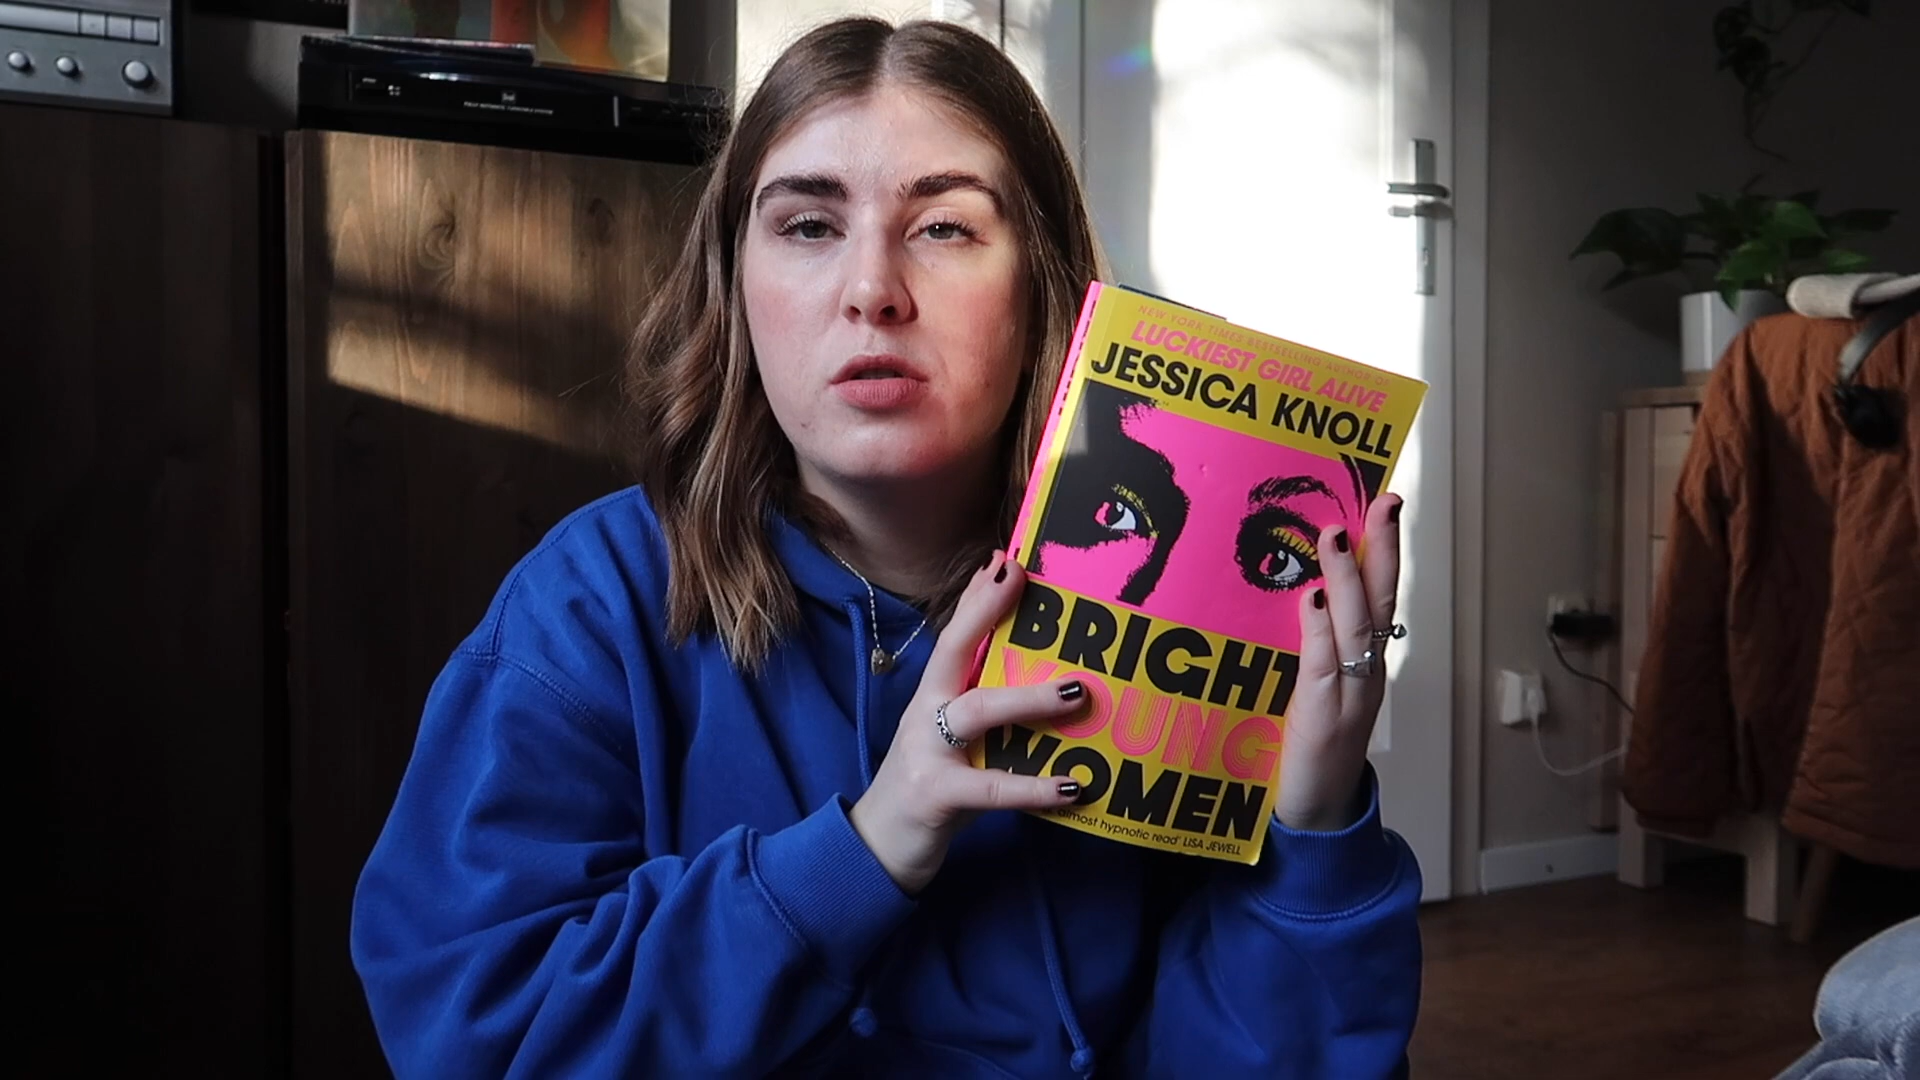 NEW YORK TIMES BESTSELLING AUTHOR OF
LUCKIEST GIRL ALIVE
JESSICA KNOLL
BRIGHT
YOUNG
WOMEN
almost hypnotic read' LISA JEWELL